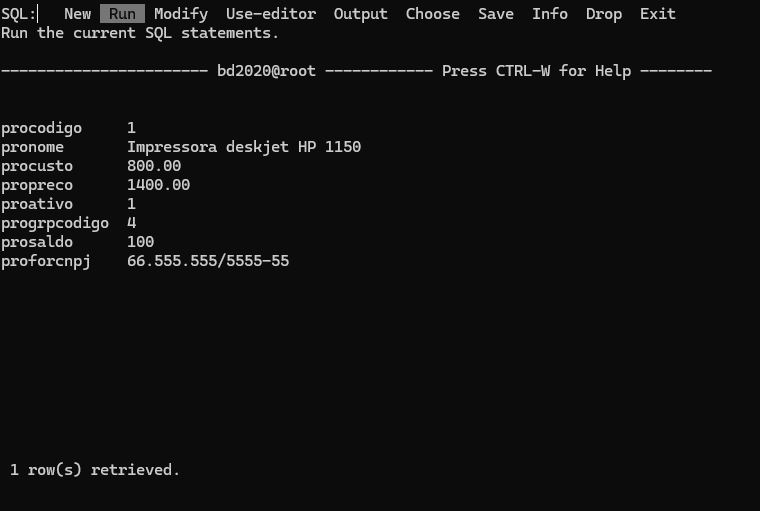 SQL:   New  Run  Modify  Use-editor  Output  Choose  Save  Info  Drop  Exit
Run the current SQL statements.
----------------------- bd2020@root ------------ Press CTRL-W for Help --------
procodigo     1
pronome       Impressora deskjet HP 1150
procusto      800.00
propreco      1400.00
proativo      1
progrpcodigo  4
prosaldo      100
proforcnpj    66.555.555/5555-55
1 row(s) retrieved.